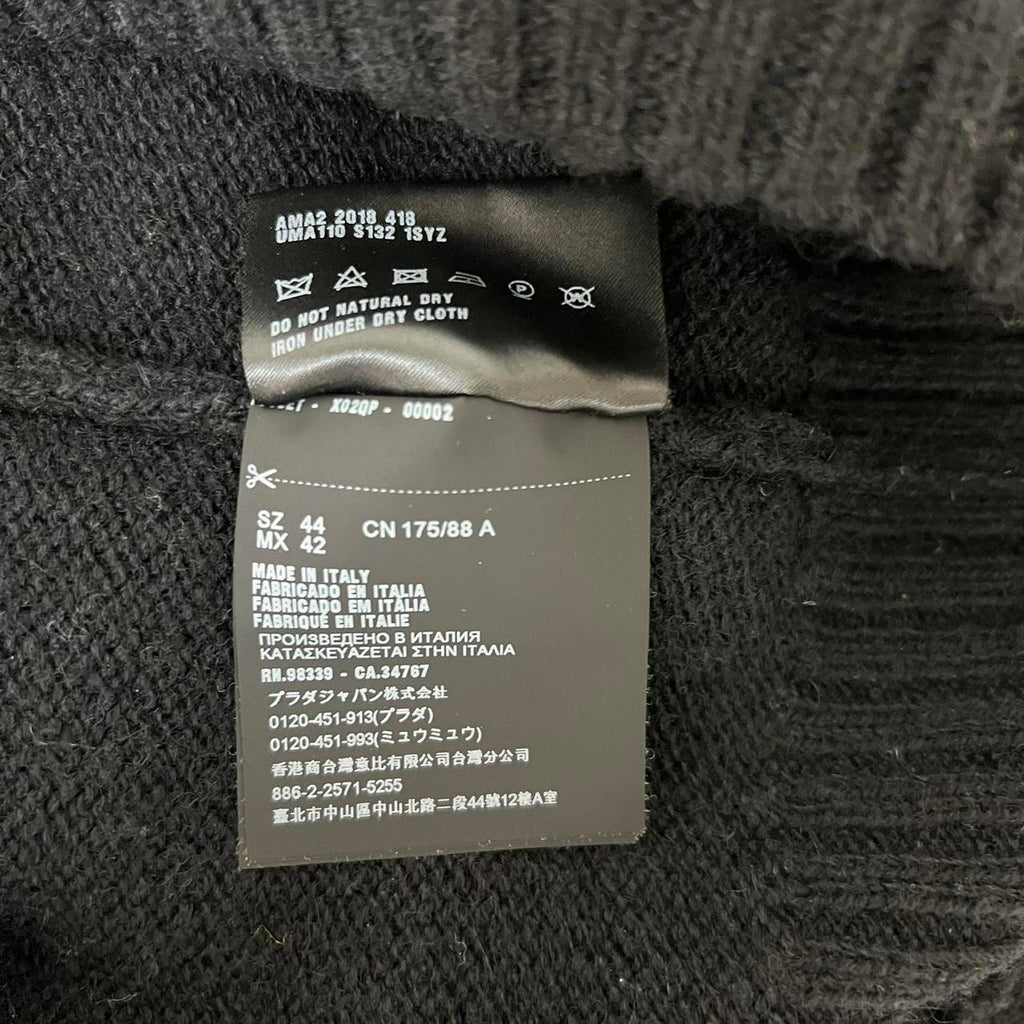 AMA2 2018 418
UMA110 S132 1SYZ
DO NOT NATURAL DRY
IRON UNDER DRY CLOTH
- X02QP - 00002
SZ 44 CN 175/88 A
MX 42
MADE IN ITALY
FABRICADO EN ITALIA
FABRICADO EM ITÁLIA
FABRIQUÉ EN ITALIE
ПРОИЗВЕДЕНО В ИТАЛИЯ
ΚΑΤΑΣΚΕΥΑΖΕΤΑΙ ΣΤΗΝ ΙΤΑΛΙΑ
RN.98339 - CA.34767
プラダジャパン株式会社
0120-451-913(プラダ)
0120-451-993(ミュウミュウ)
香港商台灣意比有限公司台灣分公司
886-2-2571-5255
臺北市中山區中山北路二段44號12樓A室